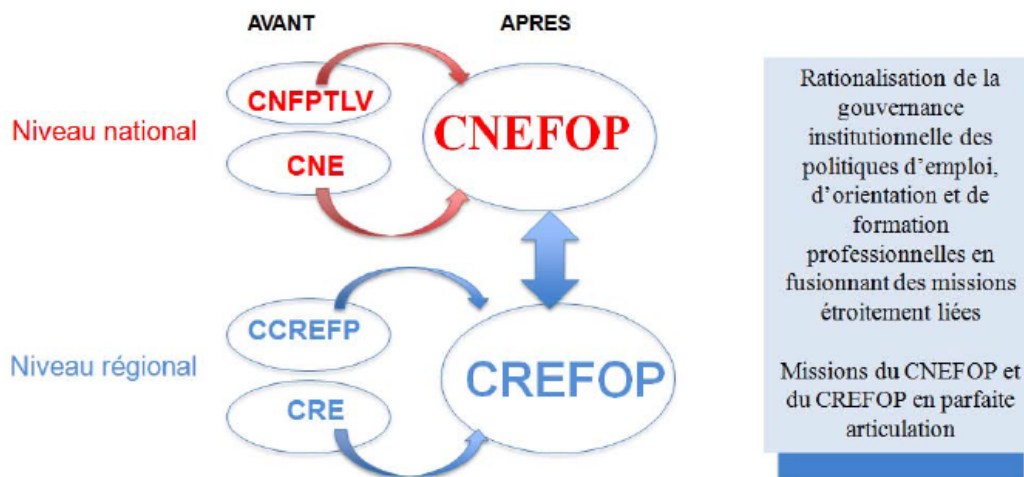 AVANT
APRES
Niveau national
CNFPTLV
CNE
CNEFOP
Niveau régional
CCREFP
CRE
CREFOP
Rationalisation de la
gouvernance
institutionnelle des
politiques d’emploi,
d’orientation et de
formation
professionnelles en
fusionnant des missions
étroitement liées
Missions du CNEFOP et
du CREFOP en parfaite
articulation